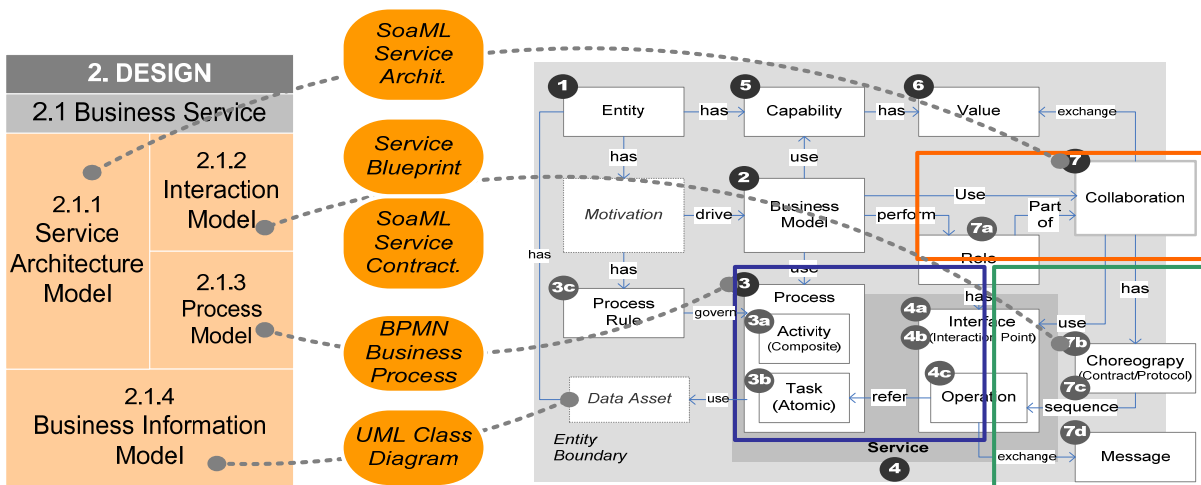 2. DESIGN
2.1 Business Service
2.1.1
Service
Architecture
Model
2.1.2
Interaction
Model
2.1.3
Process
Model
2.1.4
Business Information
Model
SoaML
Service
Archit.
Service
Blueprint
SoaML
Service
Contract.
BPMN
Business
Process
UML Class
Diagram
1
Entity
has
5
Capability
has
6
Value
exchange
has
use
7
Collaboration
2
Motivation
drive
Business
Model
Use
perform
7a
Role
Part
of
has
has
use
has
3c
Process
Rule
govern
3
Process
3a
Activity
(Composite)
3b
Task
(Atomic)
has
4a
Interface
4b
(Interaction Point)
use
7b
Choreograpy
(Contract/Protocol)
7c
4c
Operation
refer
sequence
Data Asset
use
Entity
Boundary
Service
4
exchange
7d
Message